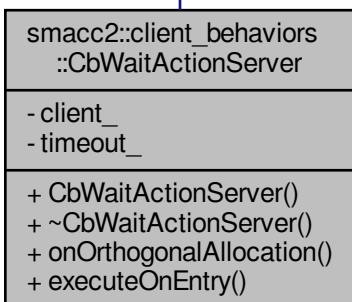 smacc2::client_behaviors
::CbWaitActionServer
- client_
- timeout_
+ CbWaitActionServer()
+ ~CbWaitActionServer()
+ onOrthogonalAllocation()
+ executeOnEntry()